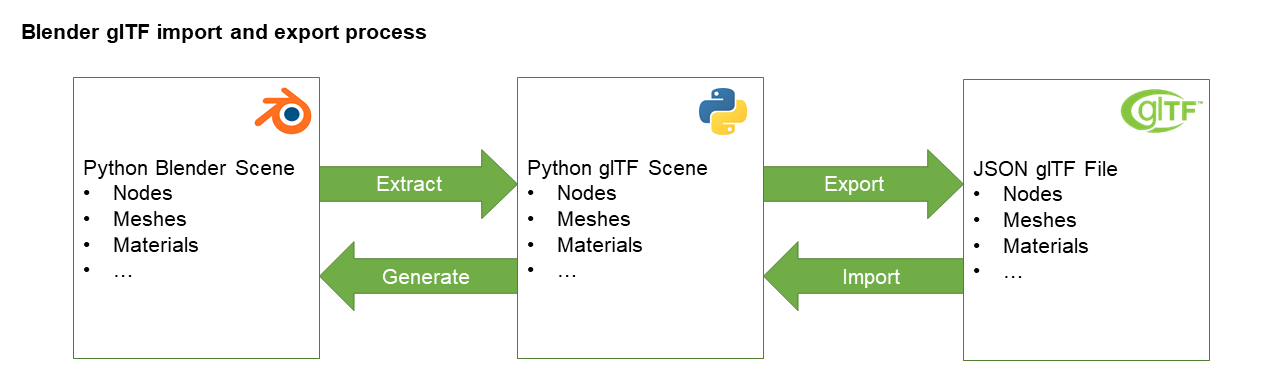 Blender glTF import and export process
Python Blender Scene
• Nodes
• Meshes
• Materials
• …
Extract
Generate
Python glTF Scene
• Nodes
• Meshes
• Materials
• …
Export
Import
glTF™
JSON glTF File
• Nodes
• Meshes
• Materials
• …